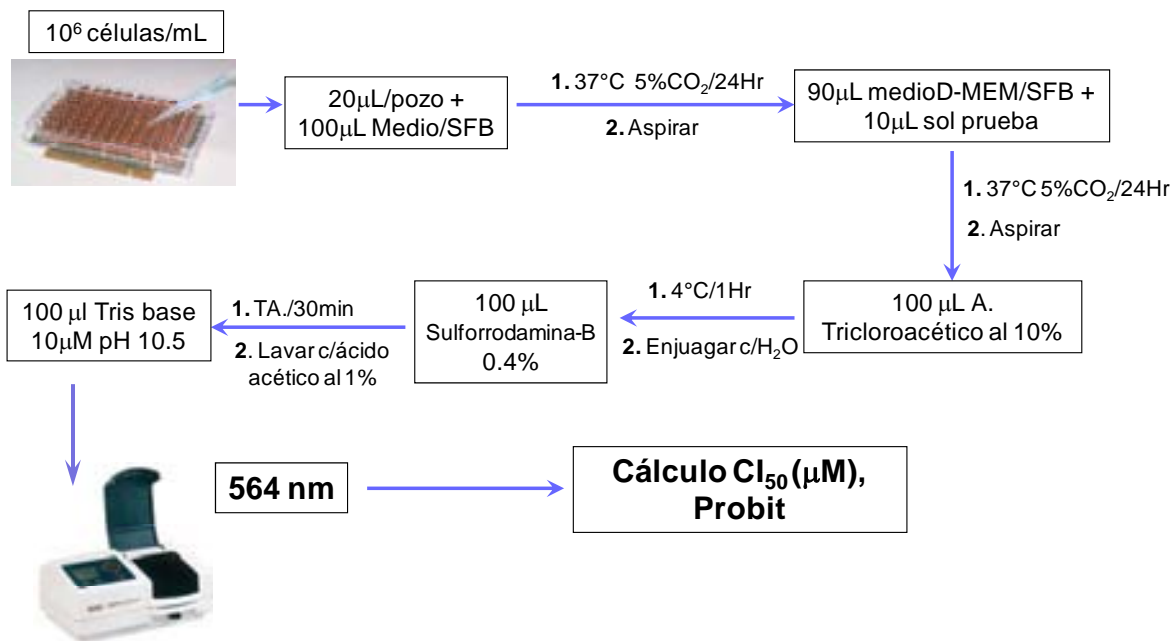 10⁶ células/mL
20μL/pozo +
100μL Medio/SFB
1. 37°C 5%CO₂/24Hr
2. Aspirar
90μL medioD-MEM/SFB +
10μL sol prueba
1. 37°C 5%CO₂/24Hr
2. Aspirar
100 μL A.
Tricloroacético al 10%
1. 4°C/1Hr
2. Enjuagar c/H₂O
100 μL
Sulforrodamina-B
0.4%
1. TA./30min
2. Lavar c/ácido
acético al 1%
100 μl Tris base
10μM pH 10.5
564 nm
Cálculo CI₅₀ (μM),
Probit